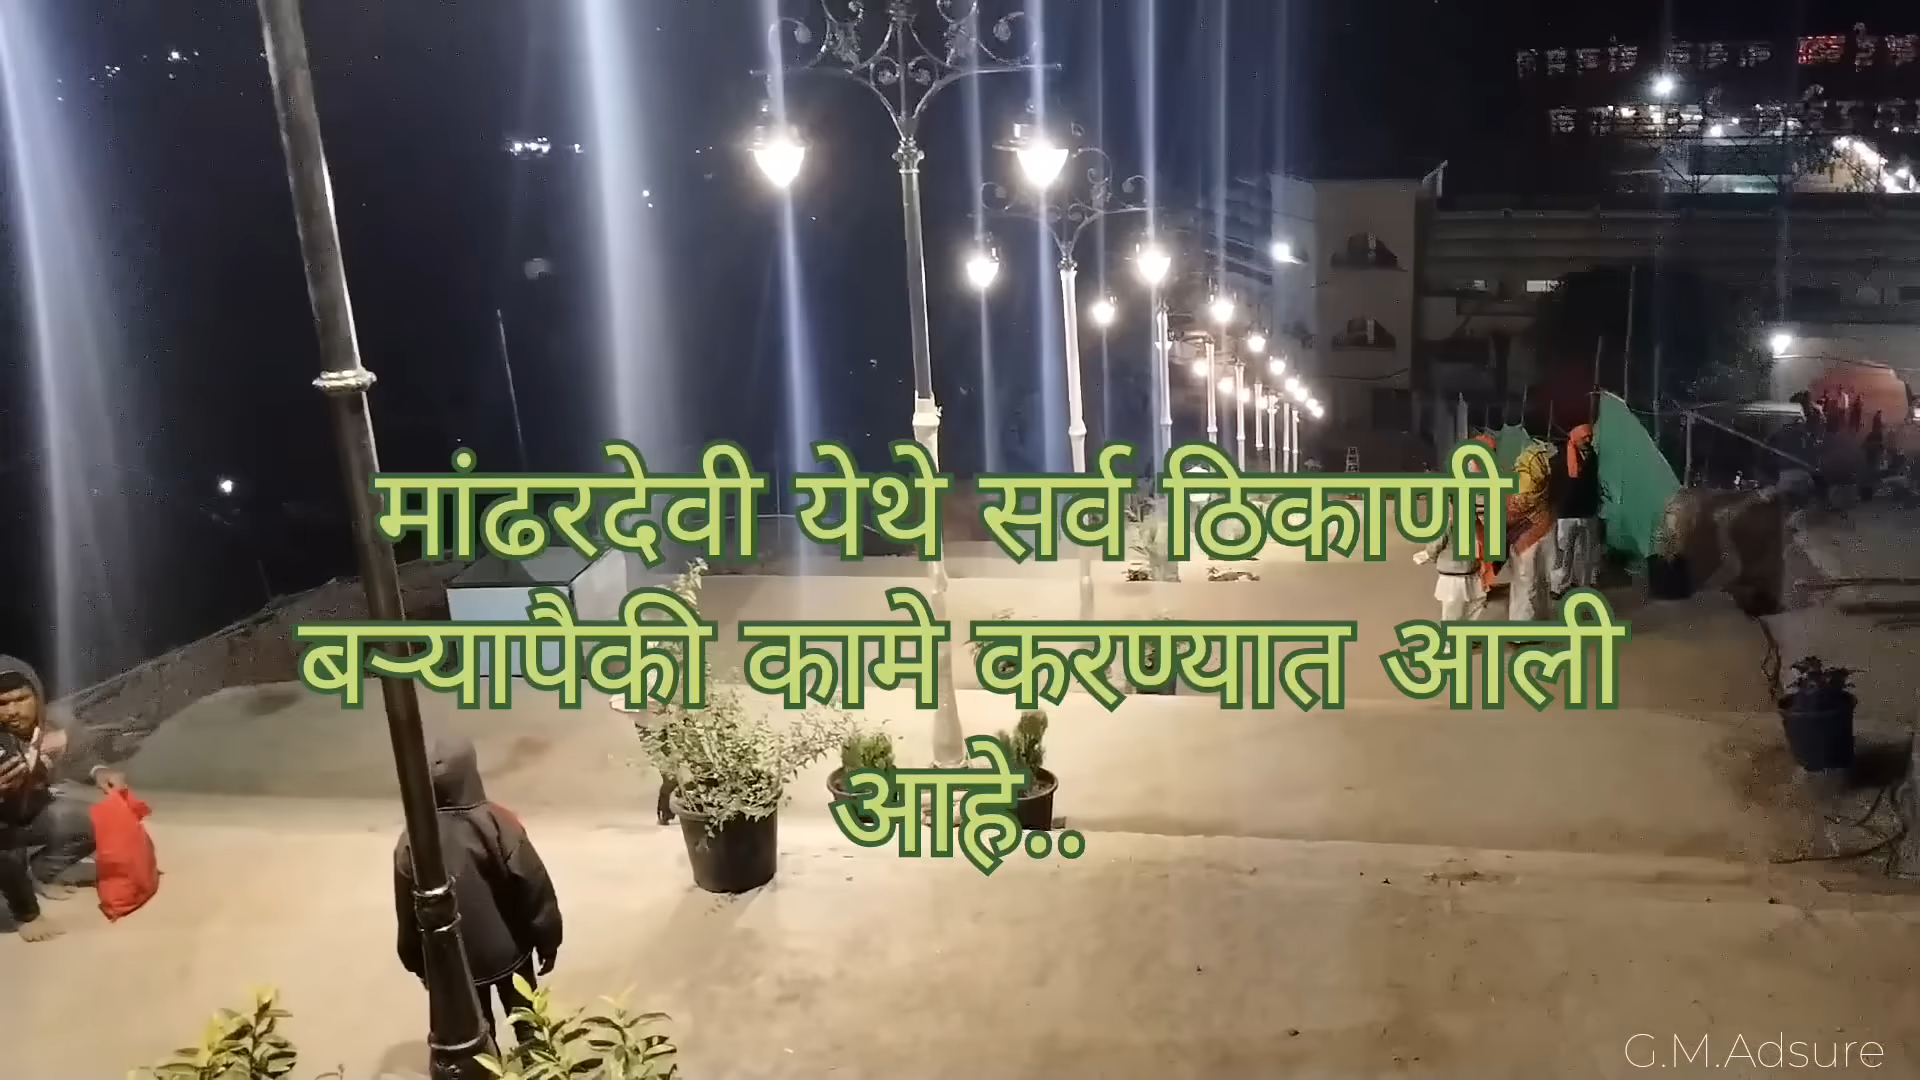 मांढरदेवी येथे सर्व ठिकाणी
बऱ्यापैकी कामे करण्यात आली
आहे..
G.M.Adsure